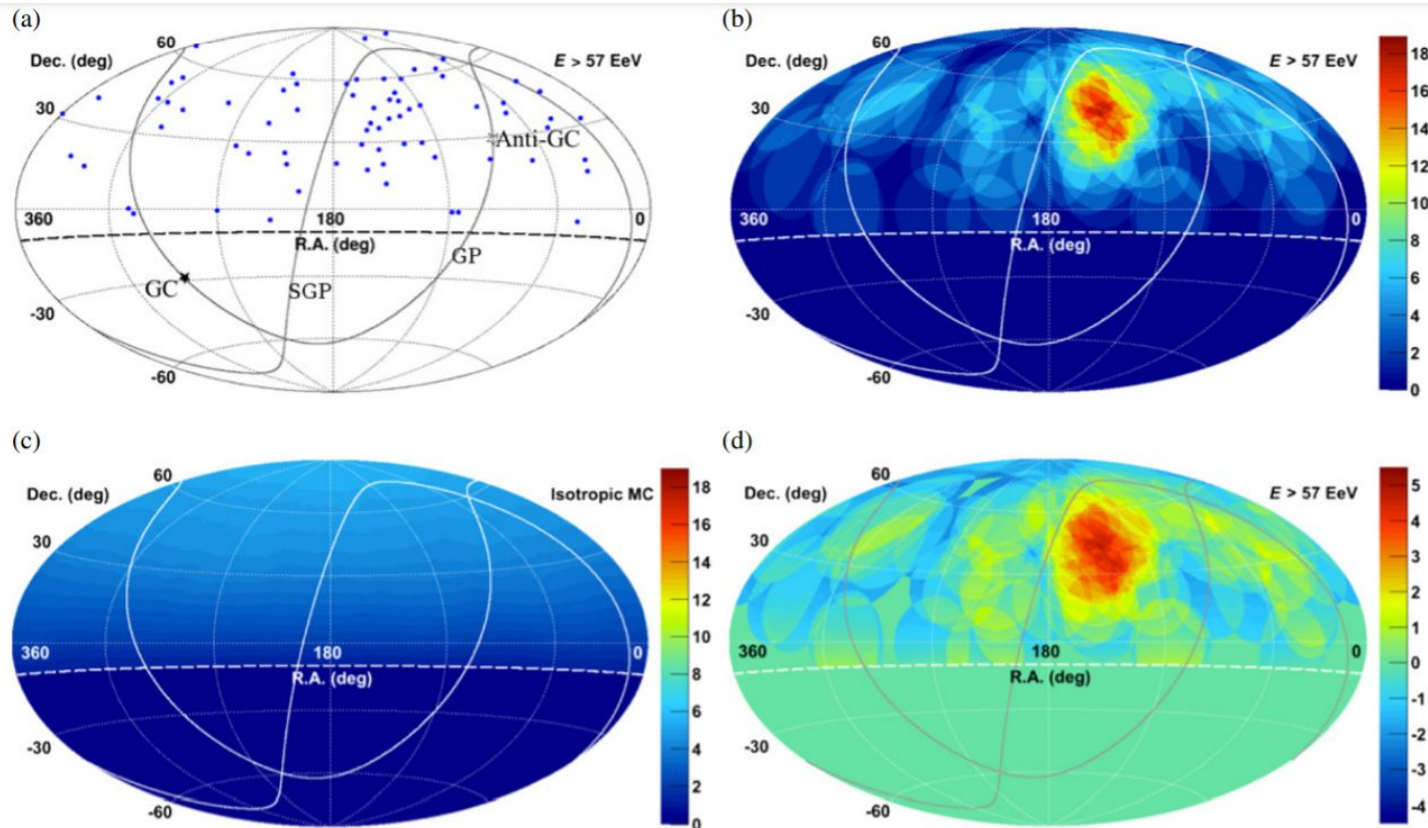 (a)
Dec. (deg)
60
E > 57 EeV
30
Anti-GC
360
180
0
R.A. (deg)
GP
GC
SGP
-30
-60
(b)
Dec. (deg)
60
E > 57 EeV
30
360
180
0
R.A. (deg)
-30
-60
18
16
14
12
10
8
6
4
2
0
(c)
Dec. (deg)
60
Isotropic MC
30
360
180
0
R.A. (deg)
-30
-60
18
16
14
12
10
8
6
4
2
0
(d)
Dec. (deg)
60
E > 57 EeV
30
360
180
0
R.A. (deg)
-30
-60
5
4
3
2
1
0
-1
-2
-3
-4